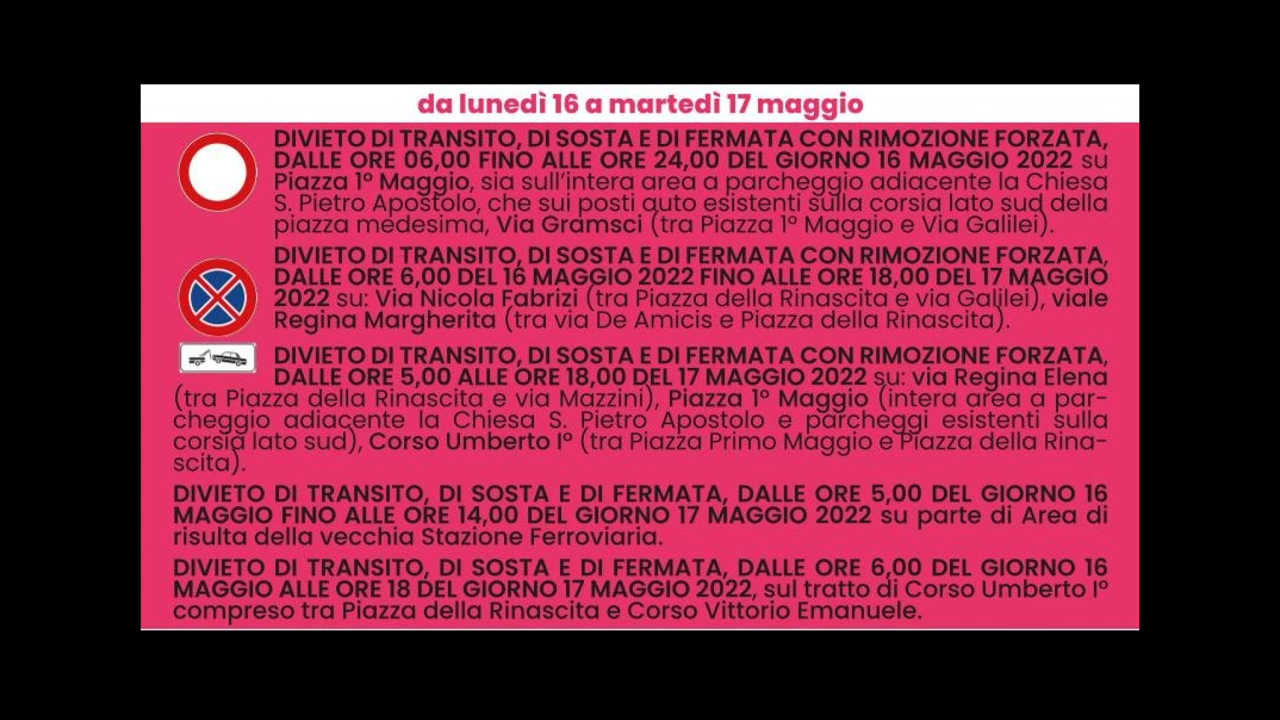 da lunedì 16 a martedì 17 maggio
DIVIETO DI TRANSITO, DI SOSTA E DI FERMATA CON RIMOZIONE FORZATA,
DALLE ORE 06,00 FINO ALLE ORE 24,00 DEL GIORNO 16 MAGGIO 2022 su
Piazza 1° Maggio, sia sull'intera area a parcheggio adiacente la Chiesa
S. Pietro Apostolo, che sui posti auto esistenti sulla corsia lato sud della
piazza medesima, Via Gramsci (tra Piazza 1° Maggio e Via Galilei).
DIVIETO DI TRANSITO, DI SOSTA E DI FERMATA CON RIMOZIONE FORZATA,
DALLE ORE 6,00 DEL 16 MAGGIO 2022 FINO ALLE ORE 18,00 DEL 17 MAGGIO
2022 su: Via Nicola Fabrizi (tra Piazza della Rinascita e via Galilei), viale
Regina Margherita (tra via De Amicis e Piazza della Rinascita).
DIVIETO DI TRANSITO, DI SOSTA E DI FERMATA CON RIMOZIONE FORZATA,
DALLE ORE 5,00 ALLE ORE 18,00 DEL 17 MAGGIO 2022 su: via Regina Elena
(tra Piazza della Rinascita e via Mazzini), Piazza 1° Maggio (intera area a par-
cheggio adiacente la Chiesa S. Pietro Apostolo e parcheggi esistenti sulla
corsia lato sud), Corso Umberto I° (tra Piazza Primo Maggio e Piazza della Rina-
scita).
DIVIETO DI TRANSITO, DI SOSTA E DI FERMATA, DALLE ORE 5,00 DEL GIORNO 16
MAGGIO FINO ALLE ORE 14,00 DEL GIORNO 17 MAGGIO 2022 su parte di Area di
risulta della vecchia Stazione Ferroviaria.
DIVIETO DI TRANSITO, DI SOSTA E DI FERMATA, DALLE ORE 6,00 DEL GIORNO 16
MAGGIO ALLE ORE 18 DEL GIORNO 17 MAGGIO 2022, sul tratto di Corso Umberto I°
compreso tra Piazza della Rinascita e Corso Vittorio Emanuele.